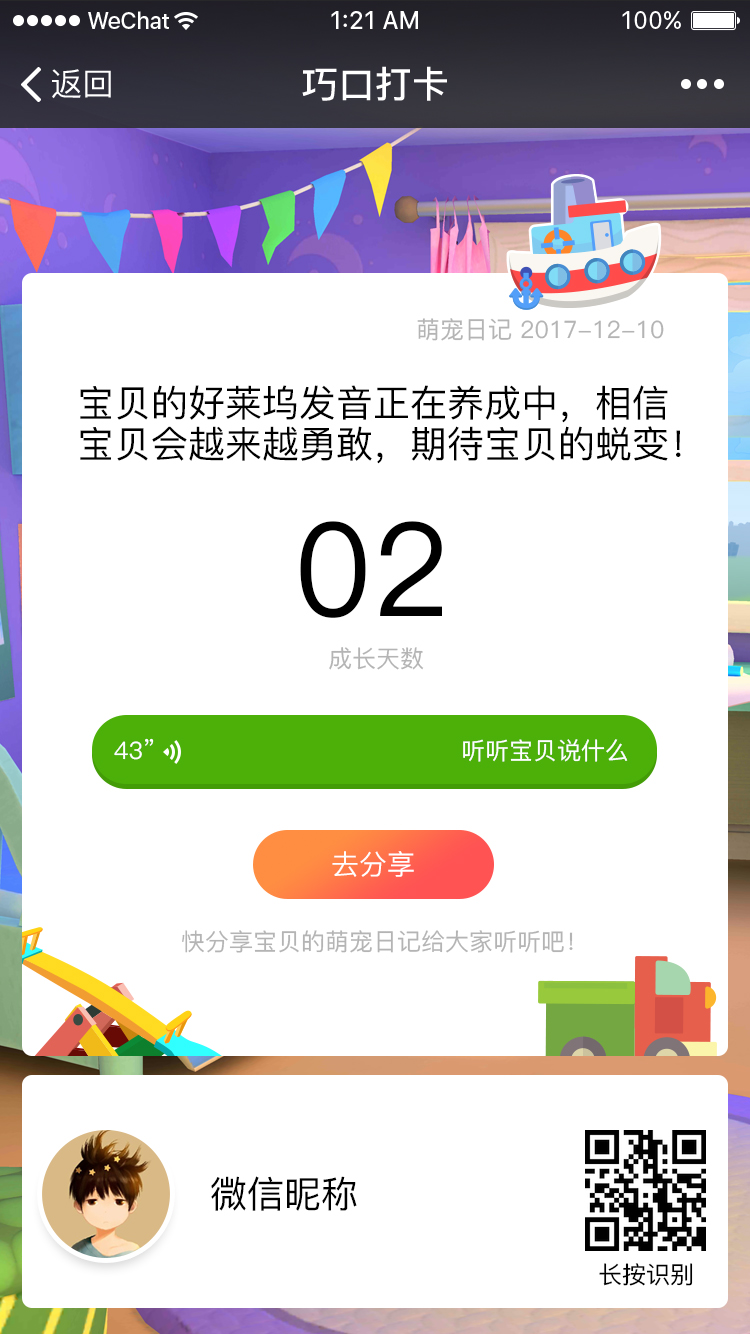 WeChat 1:21 AM 100%
返回 巧口打卡
萌宠日记 2017-12-10
宝贝的好莱坞发音正在养成中，相信
宝贝会越来越勇敢，期待宝贝的蜕变！
02
成长天数
43” 听听宝贝说什么
去分享
快分享宝贝的萌宠日记给大家听听吧！
微信昵称
长按识别